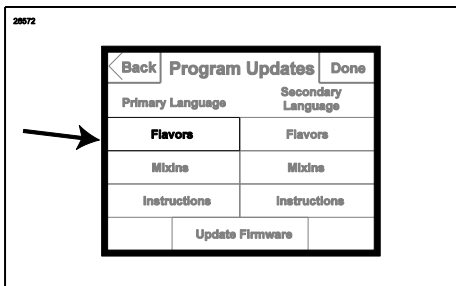 28572
Back Program Updates Done
Primary Language Secondary Language
Flavors Flavors
Mixins Mixins
Instructions Instructions
Update Firmware